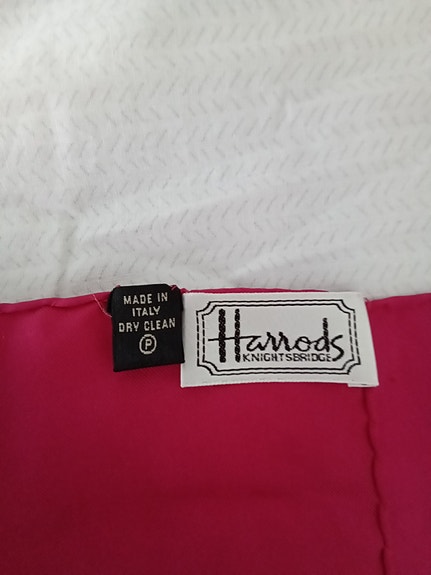 MADE IN
ITALY
DRY CLEAN
P
Harrods
KNIGHTSBRIDGE